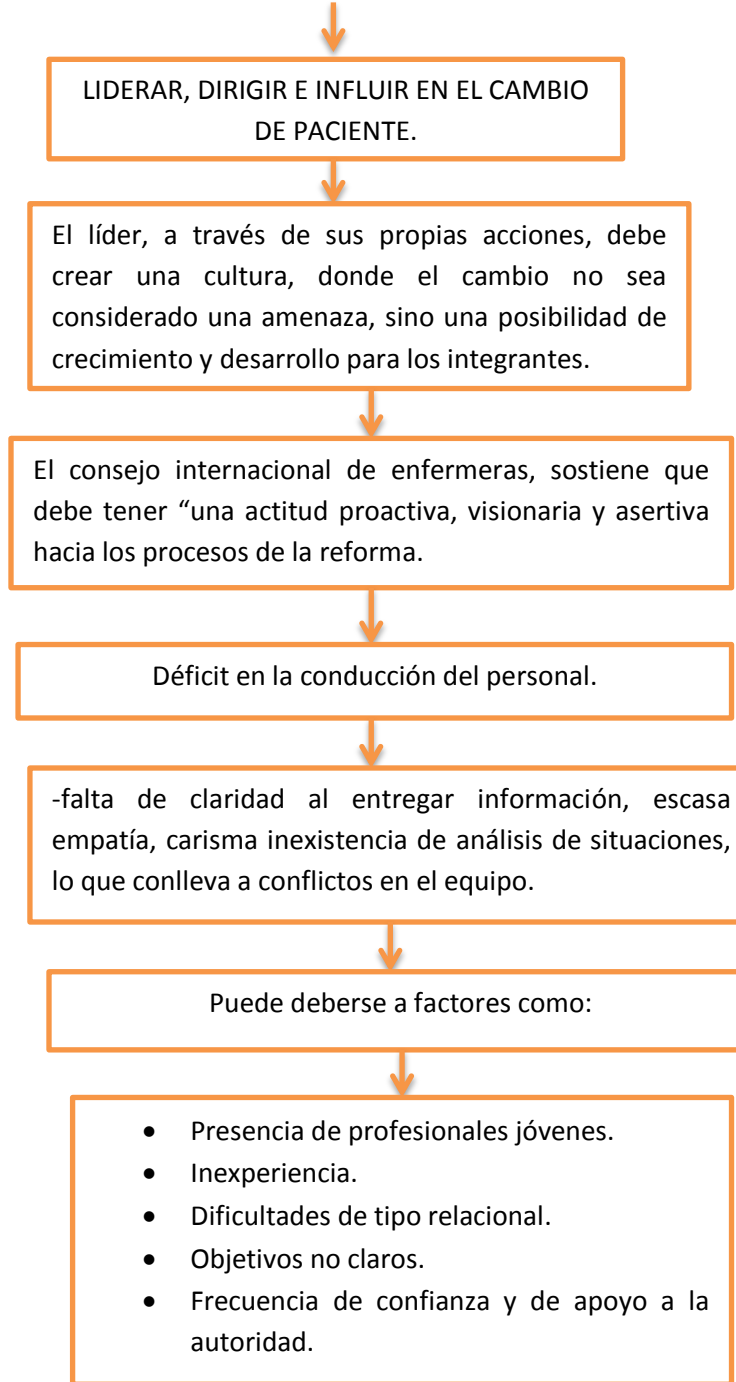 LIDERAR, DIRIGIR E INFLUIR EN EL CAMBIO
DE PACIENTE.
El líder, a través de sus propias acciones, debe
crear una cultura, donde el cambio no sea
considerado una amenaza, sino una posibilidad de
crecimiento y desarrollo para los integrantes.
El consejo internacional de enfermeras, sostiene que
debe tener “una actitud proactiva, visionaria y asertiva
hacia los procesos de la reforma.
Déficit en la conducción del personal.
-falta de claridad al entregar información, escasa
empatía, carisma inexistencia de análisis de situaciones,
lo que conlleva a conflictos en el equipo.
Puede deberse a factores como:
• Presencia de profesionales jóvenes.
• Inexperiencia.
• Dificultades de tipo relacional.
• Objetivos no claros.
• Frecuencia de confianza y de apoyo a la
autoridad.